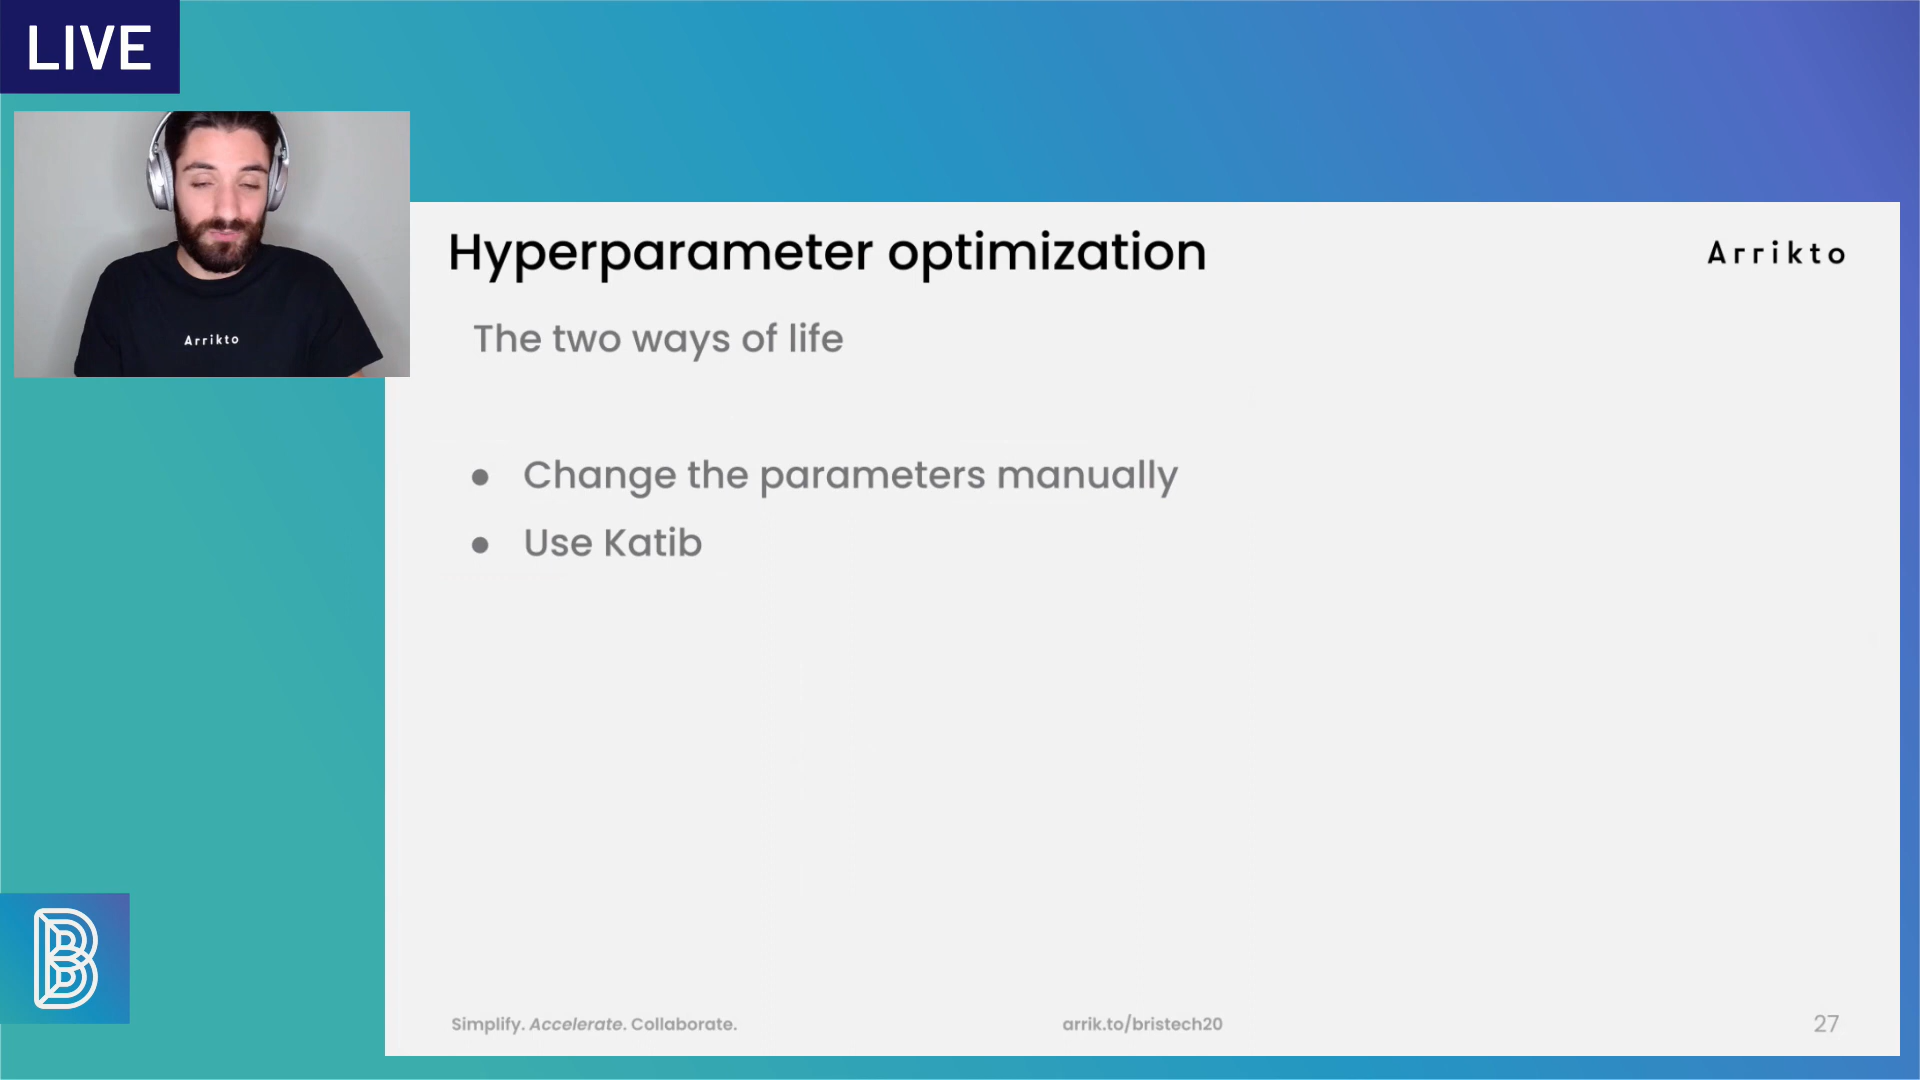 LIVE
Arrikto
Hyperparameter optimization
Arrikto
The two ways of life
● Change the parameters manually
● Use Katib
B
Simplify. Accelerate. Collaborate.
arrik.to/bristech20
27